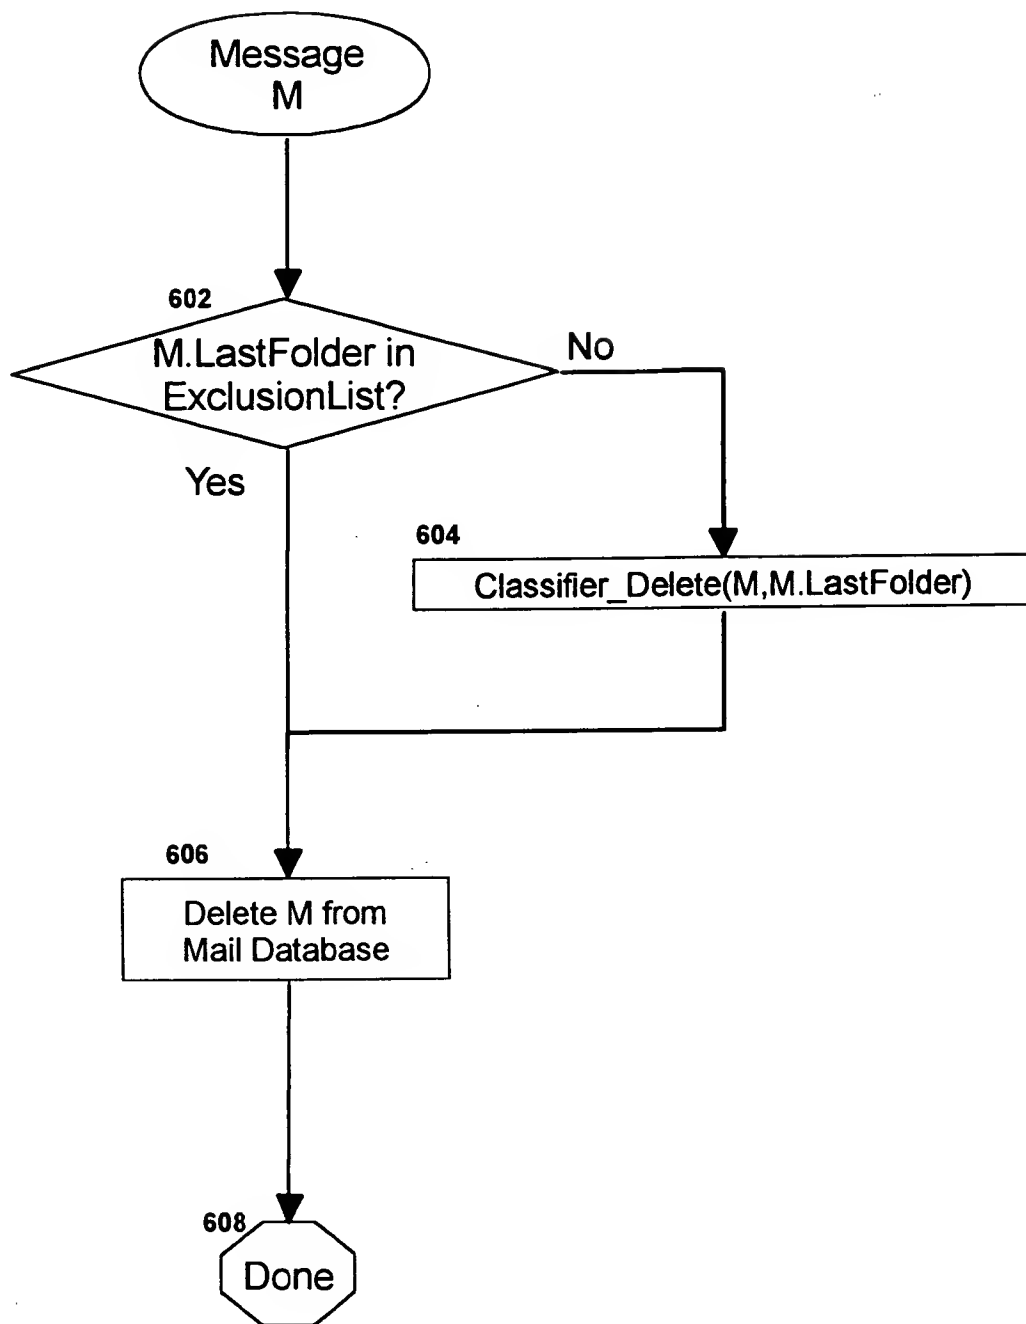 Message
M
602
M.LastFolder in
ExclusionList?
No
Yes
604
Classifier_Delete(M,M.LastFolder)
606
Delete M from
Mail Database
608
Done